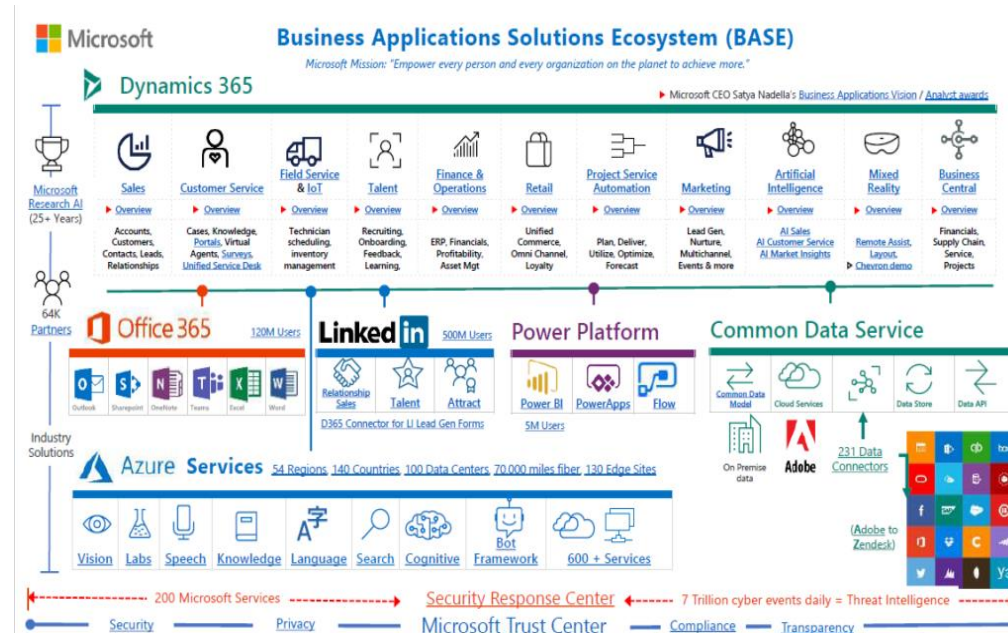 Microsoft
Business Applications Solutions Ecosystem (BASE)
Microsoft Mission: "Empower every person and every organization on the planet to achieve more."
Dynamics 365
Microsoft CEO Satya Nadella's Business Applications Vision / Analyst awards
Microsoft
Research AI
(25+ Years)
64K
Partners
Industry
Solutions
Sales
Overview
Accounts,
Customers,
Contacts, Leads,
Relationships
Customer Service
Overview
Cases, Knowledge,
Portals, Virtual
Agents, Surveys,
Unified Service Desk
Field Service
& IoT
Overview
Technician
scheduling,
inventory
management
Talent
Overview
Recruiting,
Onboarding,
Feedback,
Learning,
Finance &
Operations
Overview
ERP, Financials,
Profitability,
Asset Mgt
Retail
Overview
Unified
Commerce,
Omni Channel,
Loyalty
Project Service
Automation
Overview
Plan, Deliver,
Utilize, Optimize,
Forecast
Marketing
Overview
Lead Gen,
Nurture,
Multichannel,
Events & more
Artificial
Intelligence
Overview
AI Sales
AI Customer Service
AI Market Insights
Mixed
Reality
Overview
Remote Assist,
Layout,
Chevron demo
Business
Central
Overview
Financials,
Supply Chain,
Service,
Projects
Office 365
120M Users
Outlook
Sharepoint
OneNote
Teams
Excel
Word
Linked in
500M Users
Relationship
Sales
Talent
Attract
D365 Connector for LI Lead Gen Forms
Power Platform
Power BI
PowerApps
Flow
5M Users
Common Data Service
Common Data
Model
Cloud Services
Data Store
Data API
On Premise
data
Adobe
231 Data
Connectors
(Adobe to
Zendesk)
Azure Services
54 Regions, 140 Countries, 100 Data Centers, 70,000 miles fiber, 130 Edge Sites
Vision
Labs
Speech
Knowledge
Language
Search
Cognitive
Bot
Framework
600 + Services
200 Microsoft Services
Security Response Center
7 Trillion cyber events daily = Threat Intelligence
Security
Privacy
Microsoft Trust Center
Compliance
Transparency